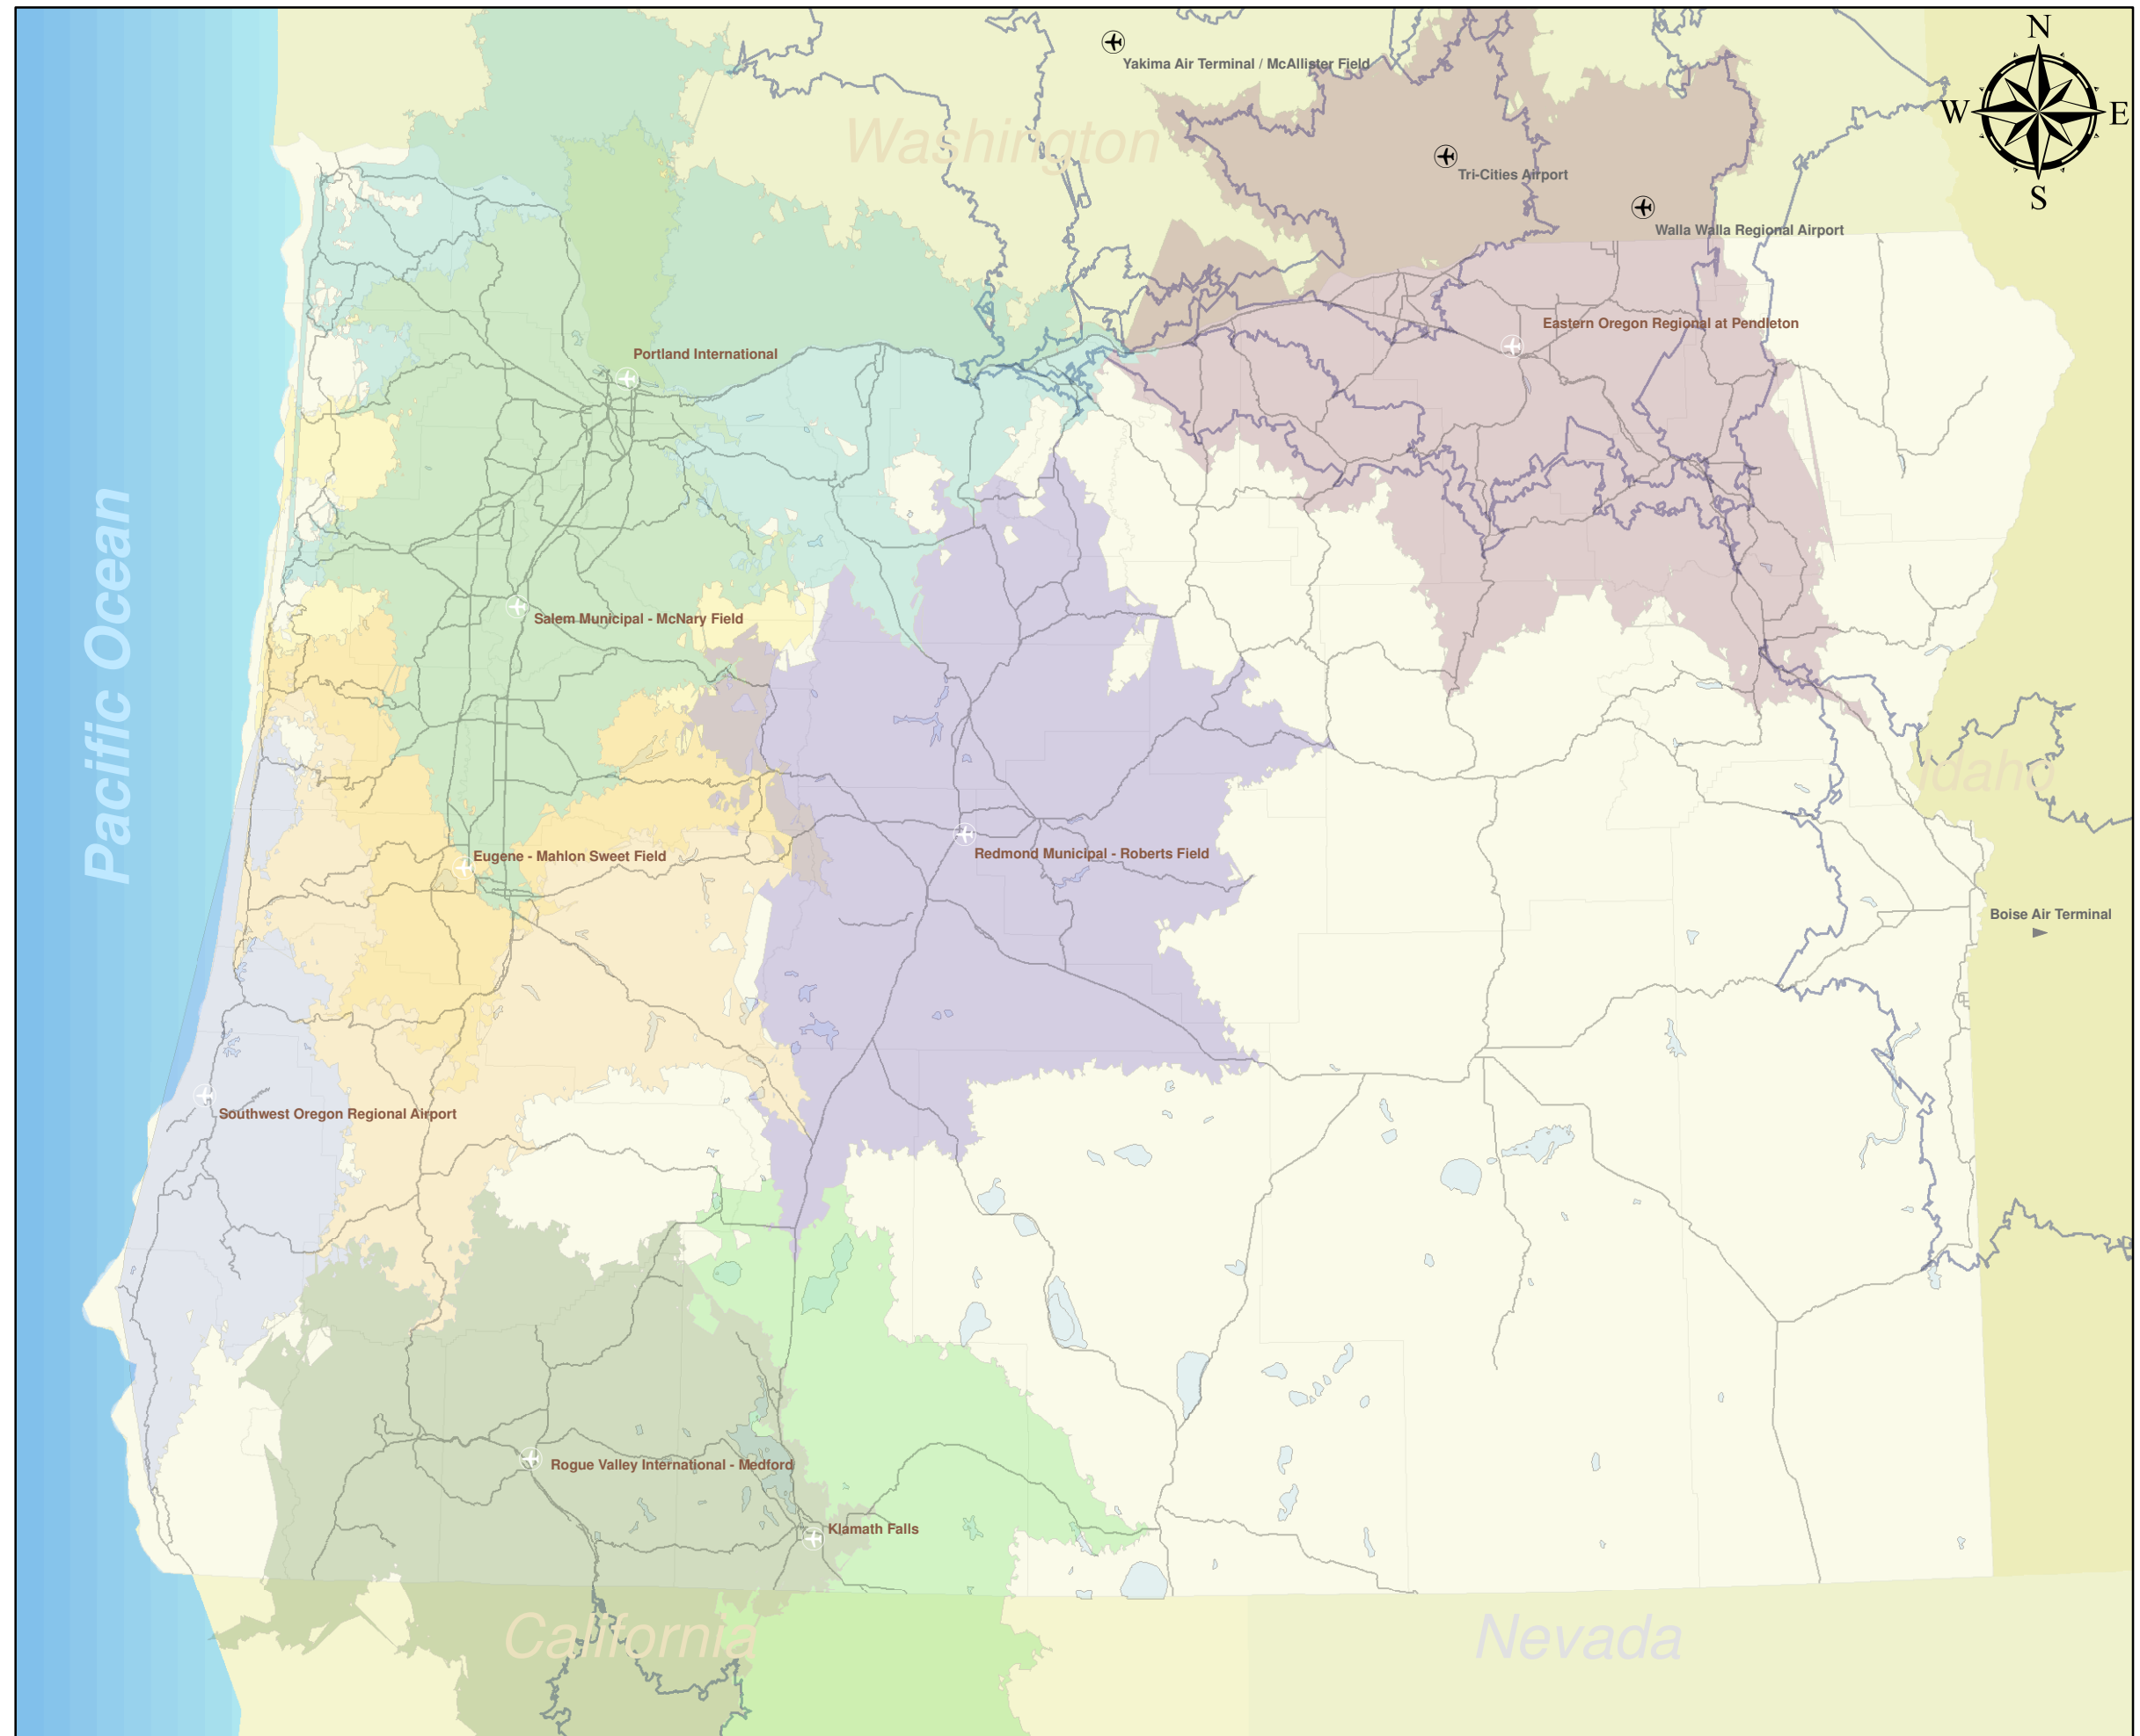 N
Yakima Air Terminal / McAllister Field
W
E
Washington
Tri-Cities Airport
S
Walla Walla Regional Airport
Eastern Oregon Regional at Pendleton
Portland International
Pacific Ocean
Salem Municipal - McNary Field
Idaho
Eugene - Mahlon Sweet Field
Redmond Municipal - Roberts Field
Boise Air Terminal
Southwest Oregon Regional Airport
Rogue Valley International - Medford
Klamath Falls
California
Nevada